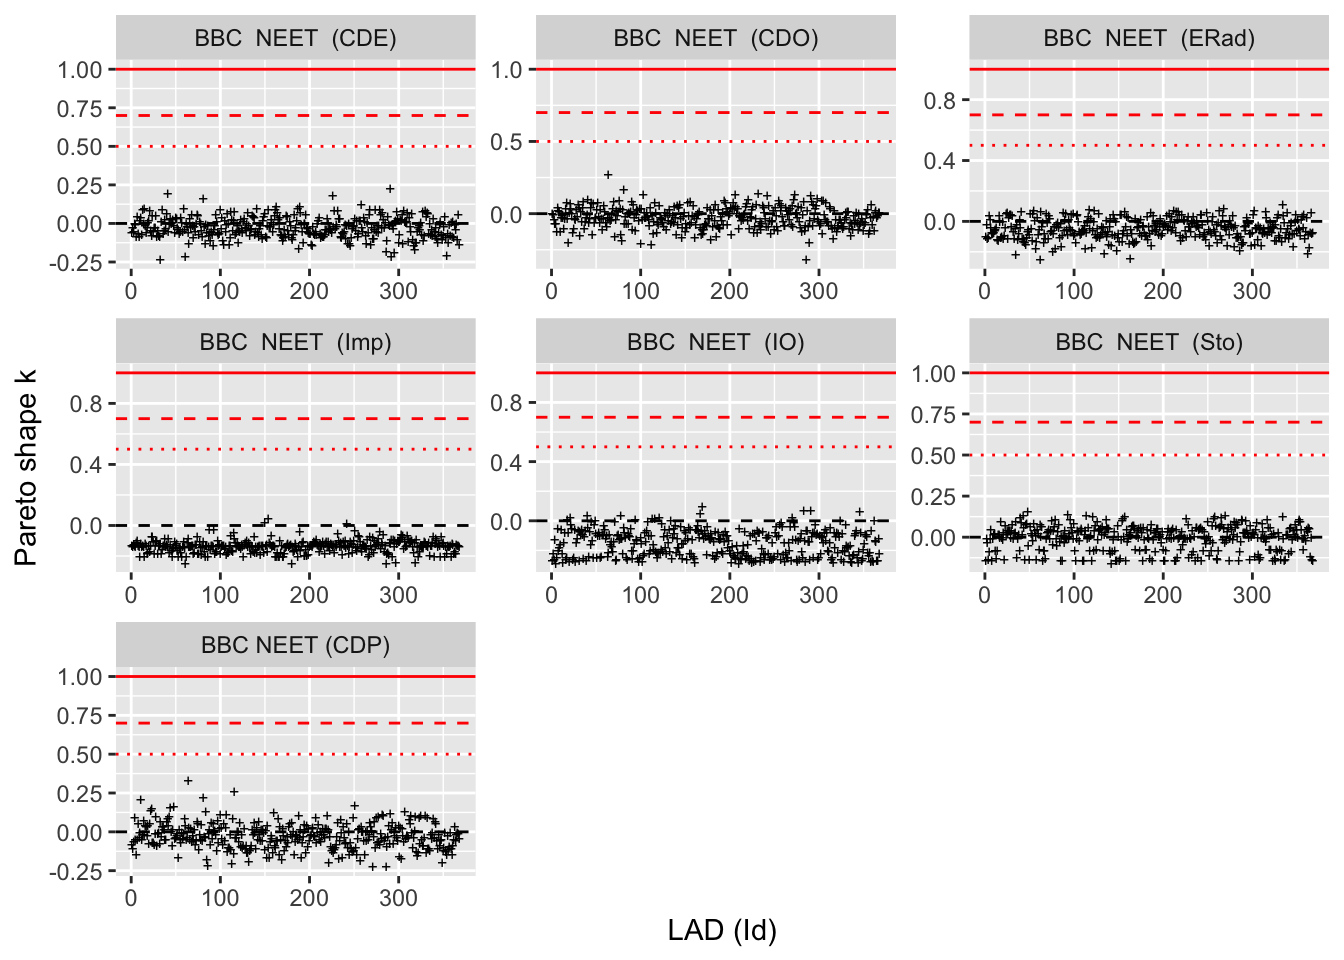 BBC NEET (CDE)
BBC NEET (CDO)
BBC NEET (ERad)
1.00
0.75
0.50
0.25
0.00
-0.25
1.0
0.5
0.0
0.8
0.4
0.0
0 100 200 300
0 100 200 300
0 100 200 300
BBC NEET (Imp)
BBC NEET (IO)
BBC NEET (Sto)
0.8
0.4
0.0
0.8
0.4
0.0
1.00
0.75
0.50
0.25
0.00
0 100 200 300
0 100 200 300
0 100 200 300
Pareto shape k
BBC NEET (CDP)
1.00
0.75
0.50
0.25
0.00
-0.25
0 100 200 300
LAD (Id)